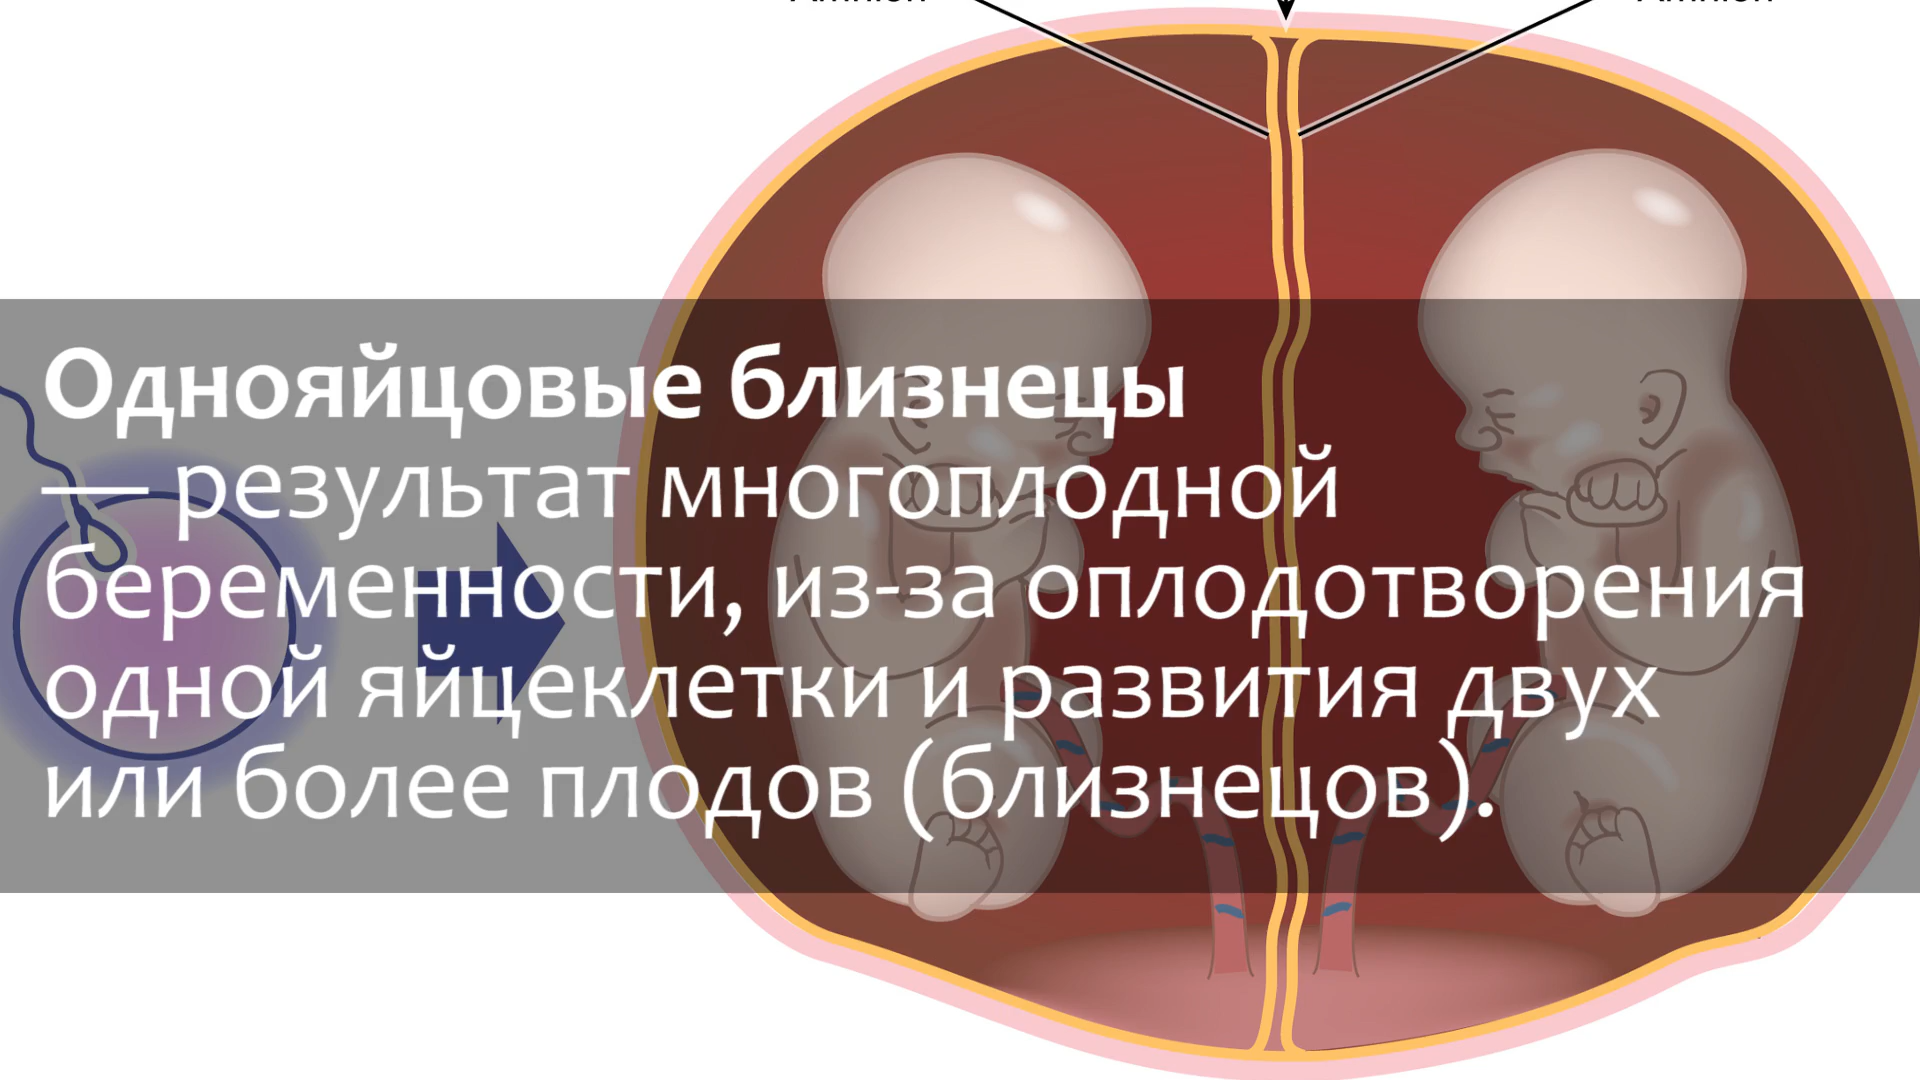 Однояйцовые близнецы
— результат многоплодной
беременности, из-за оплодотворения
одной яйцеклетки и развития двух
или более плодов (близнецов).